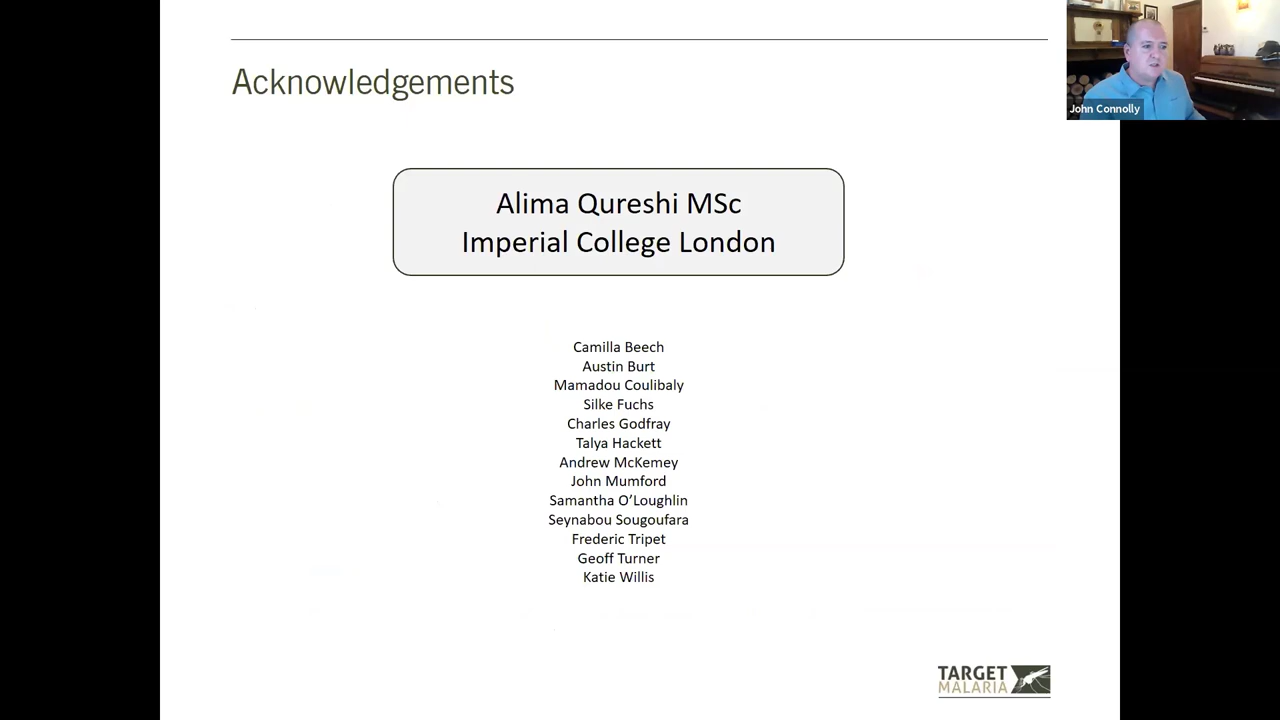 Acknowledgements
John Connolly
Alima Qureshi MSc
Imperial College London
Camilla Beech
Austin Burt
Mamadou Coulibaly
Silke Fuchs
Charles Godfray
Talya Hackett
Andrew McKemey
John Mumford
Samantha O'Loughlin
Seynabou Sougoufara
Frederic Tripet
Geoff Turner
Katie Willis
TARGET
MALARIA